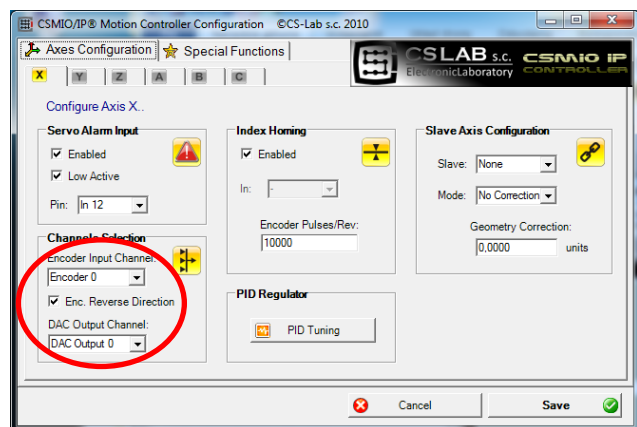 CSMIO/IP® Motion Controller Configuration ©CS-Lab s.c. 2010
Axes Configuration
Special Functions
CSLAB s.c.
ElectronicLaboratory
CSMIO IP
CONTROLLER
X Y Z A B C
Configure Axis X..
Servo Alarm Input
Enabled
Low Active
Pin: In 12
Channels Selection
Encoder Input Channel:
Encoder 0
Enc. Reverse Direction
DAC Output Channel:
DAC Output 0
Index Homing
Enabled
In: -
Encoder Pulses/Rev:
10000
PID Regulator
PID Tuning
Slave Axis Configuration
Slave: None
Mode: No Correction
Geometry Correction:
0,0000 units
Cancel
Save